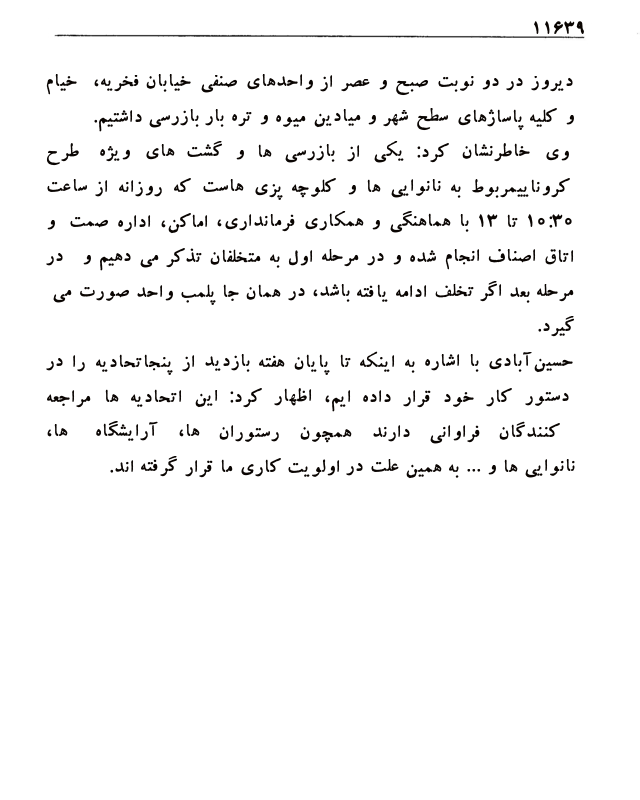 ۱۱۶۳۹
دیروز در دو نوبت صبح و عصر از واحدهای صنفی خیابان فخریه، خیام
و کلیه پاساژهای سطح شهر و میادین میوه و تره بار بازرسی داشتیم.
وی خاطرنشان کرد: یکی از بازرسی ها و گشت های ویژه طرح
کروناییمربوط به نانوایی ها و کلوچه پزی هاست که روزانه از ساعت
۱۰:۳۰ تا ۱۳ با هماهنگی و همکاری فرمانداری، اماکن، اداره صمت و
اتاق اصناف انجام شده و در مرحله اول به متخلفان تذکر می دهیم و در
مرحله بعد اگر تخلف ادامه یافته باشد، در همان جا پلمب واحد صورت می
گیرد.
حسین‌آبادی با اشاره به اینکه تا پایان هفته بازدید از پنجاتحادیه را در
دستور کار خود قرار داده ایم، اظهار کرد: این اتحادیه ها مراجعه
کنندگان فراوانی دارند همچون رستوران ها، آرایشگاه ها،
نانوایی ها و ... به همین علت در اولویت کاری ما قرار گرفته اند.